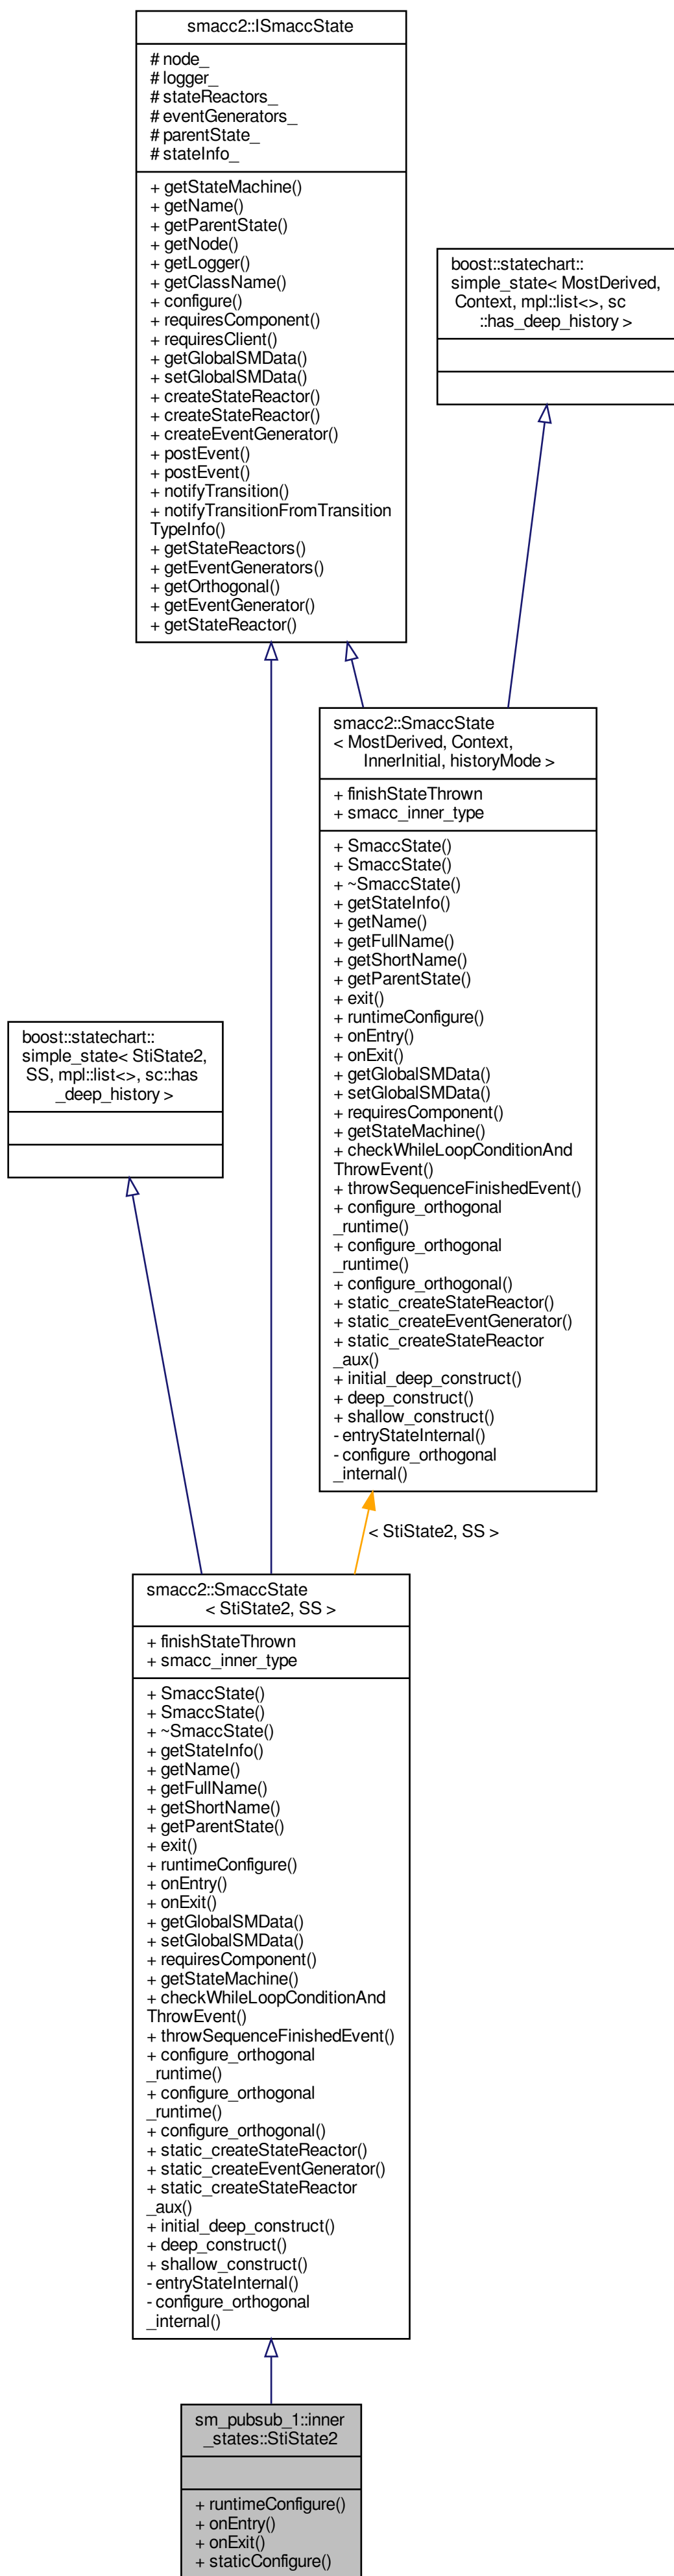 smacc2::ISmaccState
# node_
# logger_
# stateReactors_
# eventGenerators_
# parentState_
# stateInfo_
+ getStateMachine()
+ getName()
+ getParentState()
+ getNode()
+ getLogger()
+ getClassName()
+ configure()
+ requiresComponent()
+ requiresClient()
+ getGlobalSMData()
+ setGlobalSMData()
+ createStateReactor()
+ createStateReactor()
+ createEventGenerator()
+ postEvent()
+ postEvent()
+ notifyTransition()
+ notifyTransitionFromTransition
TypeInfo()
+ getStateReactors()
+ getEventGenerators()
+ getOrthogonal()
+ getEventGenerator()
+ getStateReactor()
boost::statechart::
simple_state< MostDerived,
Context, mpl::list<>, sc
::has_deep_history >
smacc2::SmaccState
< MostDerived, Context,
InnerInitial, historyMode >
+ finishStateThrown
+ smacc_inner_type
+ SmaccState()
+ SmaccState()
+ ~SmaccState()
+ getStateInfo()
+ getName()
+ getFullName()
+ getShortName()
+ getParentState()
+ exit()
+ runtimeConfigure()
+ onEntry()
+ onExit()
+ getGlobalSMData()
+ setGlobalSMData()
+ requiresComponent()
+ getStateMachine()
+ checkWhileLoopConditionAnd
ThrowEvent()
+ throwSequenceFinishedEvent()
+ configure_orthogonal
_runtime()
+ configure_orthogonal
_runtime()
+ configure_orthogonal()
+ static_createStateReactor()
+ static_createEventGenerator()
+ static_createStateReactor
_aux()
+ initial_deep_construct()
+ deep_construct()
+ shallow_construct()
- entryStateInternal()
- configure_orthogonal
_internal()
boost::statechart::
simple_state< StiState2,
SS, mpl::list<>, sc::has
_deep_history >
< StiState2, SS >
smacc2::SmaccState
< StiState2, SS >
+ finishStateThrown
+ smacc_inner_type
+ SmaccState()
+ SmaccState()
+ ~SmaccState()
+ getStateInfo()
+ getName()
+ getFullName()
+ getShortName()
+ getParentState()
+ exit()
+ runtimeConfigure()
+ onEntry()
+ onExit()
+ getGlobalSMData()
+ setGlobalSMData()
+ requiresComponent()
+ getStateMachine()
+ checkWhileLoopConditionAnd
ThrowEvent()
+ throwSequenceFinishedEvent()
+ configure_orthogonal
_runtime()
+ configure_orthogonal
_runtime()
+ configure_orthogonal()
+ static_createStateReactor()
+ static_createEventGenerator()
+ static_createStateReactor
_aux()
+ initial_deep_construct()
+ deep_construct()
+ shallow_construct()
- entryStateInternal()
- configure_orthogonal
_internal()
sm_pubsub_1::inner
_states::StiState2
+ runtimeConfigure()
+ onEntry()
+ onExit()
+ staticConfigure()